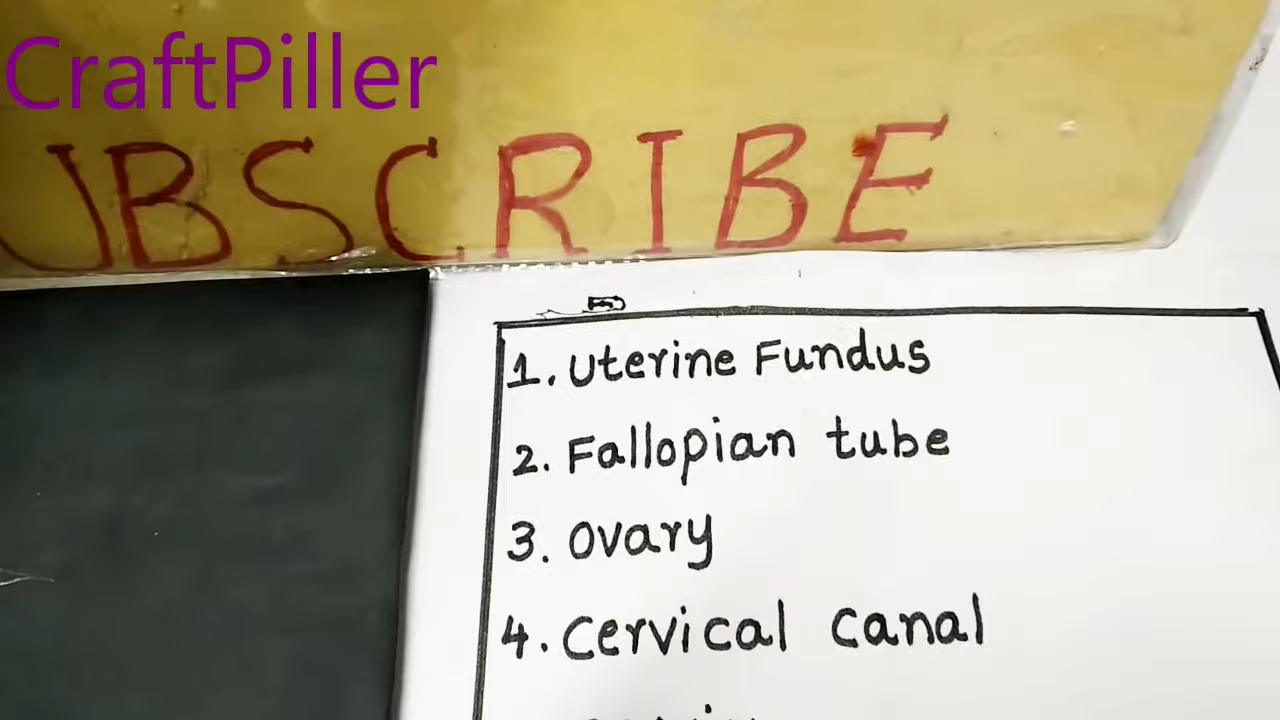 CraftPiller
UBSCRIBE
1. Uterine Fundus
2. Fallopian tube
3. Ovary
4. Cervical Canal